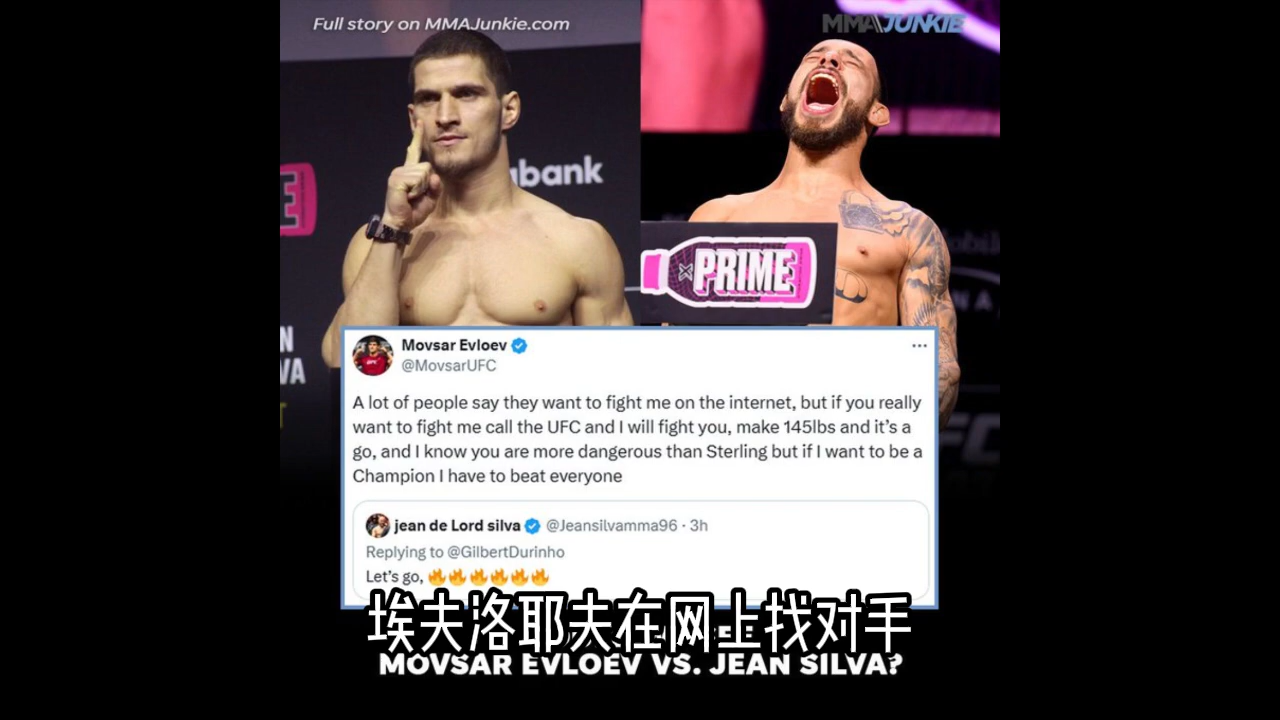 Full story on MMAJunkie.com
MMA JUNKIE
abank
E
PRIME
N
VA
Movsar Evloev
@MovsarUFC
A lot of people say they want to fight me on the internet, but if you really
want to fight me call the UFC and I will fight you, make 145lbs and it’s a
go, and I know you are more dangerous than Sterling but if I want to be a
Champion I have to beat everyone
jean de Lord silva @Jeansilvamma96 · 3h
Replying to @GilbertDurinho
Let’s go, 🔥🔥🔥🔥🔥🔥
埃夫洛耶夫在网上找对手
MOVSAR EVLOEV VS. JEAN SILVA?